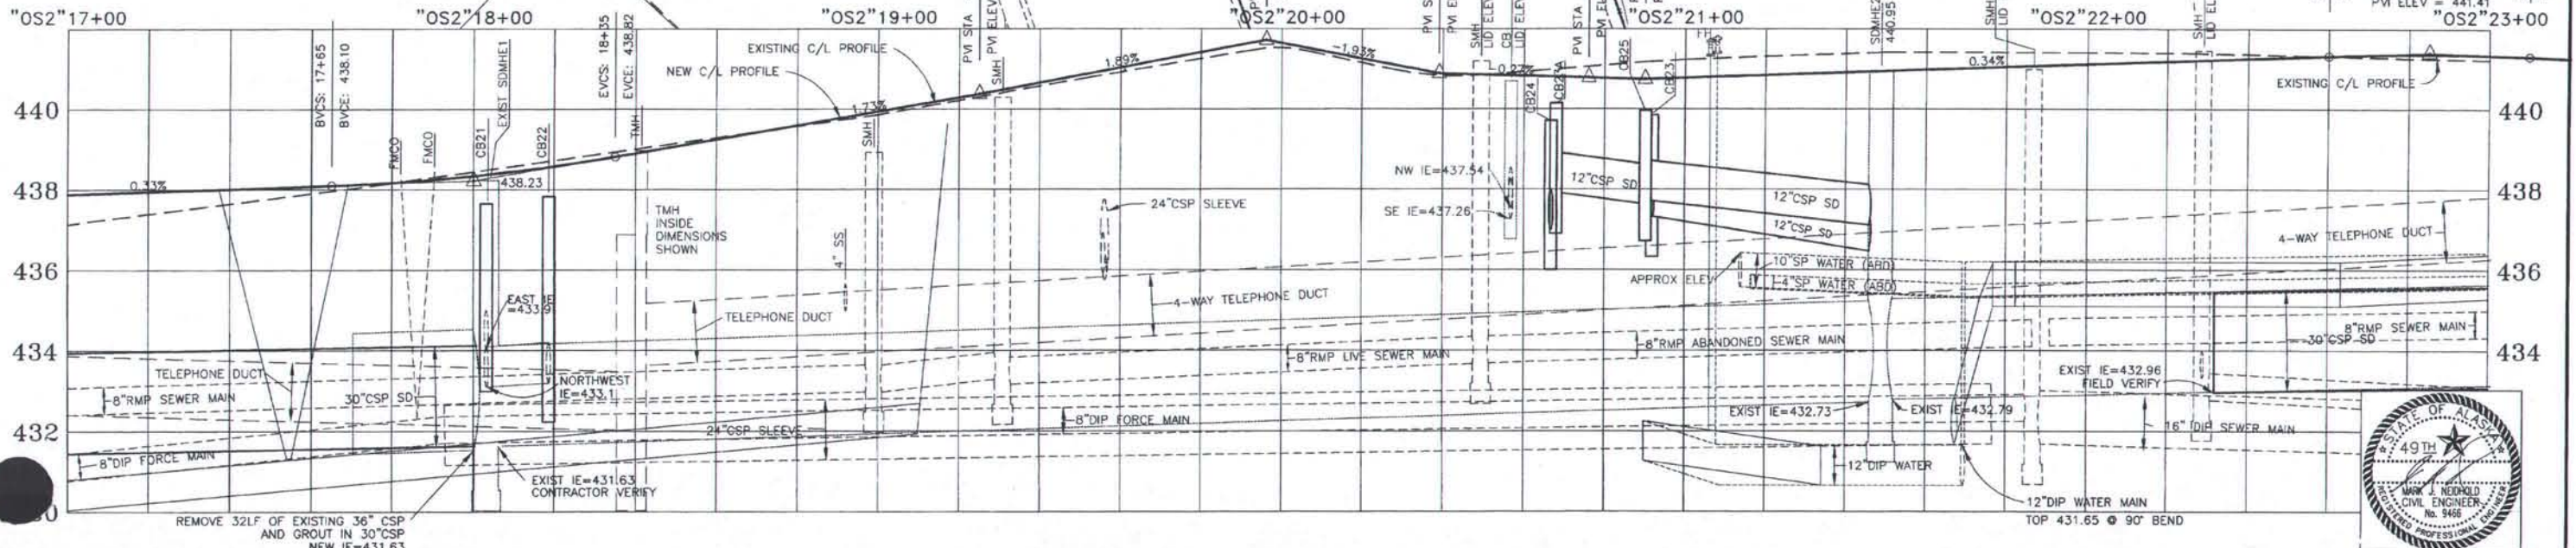 "OS2"17+00
"OS2"18+00
"OS2"19+00
"OS2"20+00
"OS2"21+00
"OS2"22+00
"OS2"23+00
PVI ELEV = 441.41
BVCS: 17+65
BVCE: 438.10
EXIST SDMHE1
EVCS: 18+35
EVCE: 438.82
EXISTING C/L PROFILE
NEW C/L PROFILE
PVI STA
PVI ELEV
SMH
1.89%
-1.93%
SMH
LID ELEV
CB
LID ELEV
PVI STA
CB25
FH
CB23
440.95
SMH
LID
SMH
0.27%
0.34%
EXISTING C/L PROFILE
440
440
FMCO
FMCO
CB21
CB22
TMH
1.73%
SMH
CB24
438
438
0.33%
438.23
NW IE=437.54
SE IE=437.26
12"CSP SD
12"CSP SD
12"CSP SD
TMH
INSIDE
DIMENSIONS
SHOWN
4" SS
24"CSP SLEEVE
4-WAY TELEPHONE DUCT
436
436
APPROX ELEV
10"SP WATER (ABD)
4"SP WATER (ABD)
EAST IE
=433.9
TELEPHONE DUCT
4-WAY TELEPHONE DUCT
434
434
TELEPHONE DUCT
8"RMP SEWER MAIN
30"CSP SD
NORTHWEST
IE=433.1
8"RMP LIVE SEWER MAIN
8"RMP ABANDONED SEWER MAIN
8"RMP SEWER MAIN
30"CSP SD
EXIST IE=432.96
FIELD VERIFY
432
432
24"CSP SLEEVE
8"DIP FORCE MAIN
EXIST IE=432.73
EXIST IE=432.79
16" DIP SEWER MAIN
8"DIP FORCE MAIN
EXIST IE=431.63
CONTRACTOR VERIFY
12"DIP WATER
12"DIP WATER MAIN
TOP 431.65 @ 90° BEND
REMOVE 32LF OF EXISTING 36" CSP
AND GROUT IN 30"CSP
NEW IE=431.63
STATE OF ALASKA
49TH
MARK J. NEIDHOLD
CIVIL ENGINEER
No. 9466
REGISTERED PROFESSIONAL ENGINEER